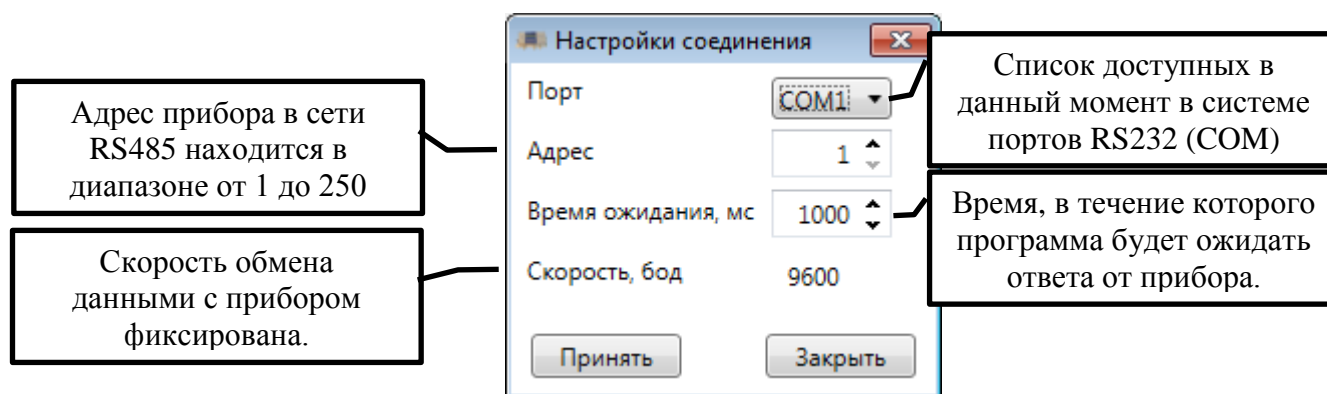 Настройки соединения
Адрес прибора в сети
RS485 находится в
диапазоне от 1 до 250
Скорость обмена
данными с прибором
фиксирована.
Порт
COM1
Адрес
1
Время ожидания, мс
1000
Скорость, бод
9600
Принять
Закрыть
Список доступных в
данный момент в системе
портов RS232 (COM)
Время, в течение которого
программа будет ожидать
ответа от прибора.